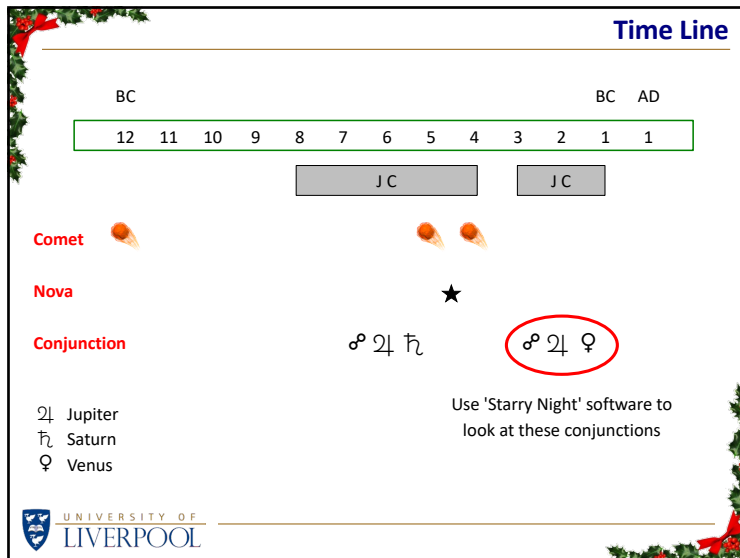 Time Line
BC BC AD
12 11 10 9 8 7 6 5 4 3 2 1 1
J C J C
Comet
Nova
Conjunction ☍ ♃ ♄ ☍ ♃ ♀
♃ Jupiter
♄ Saturn
♀ Venus
Use 'Starry Night' software to
look at these conjunctions
UNIVERSITY OF
LIVERPOOL